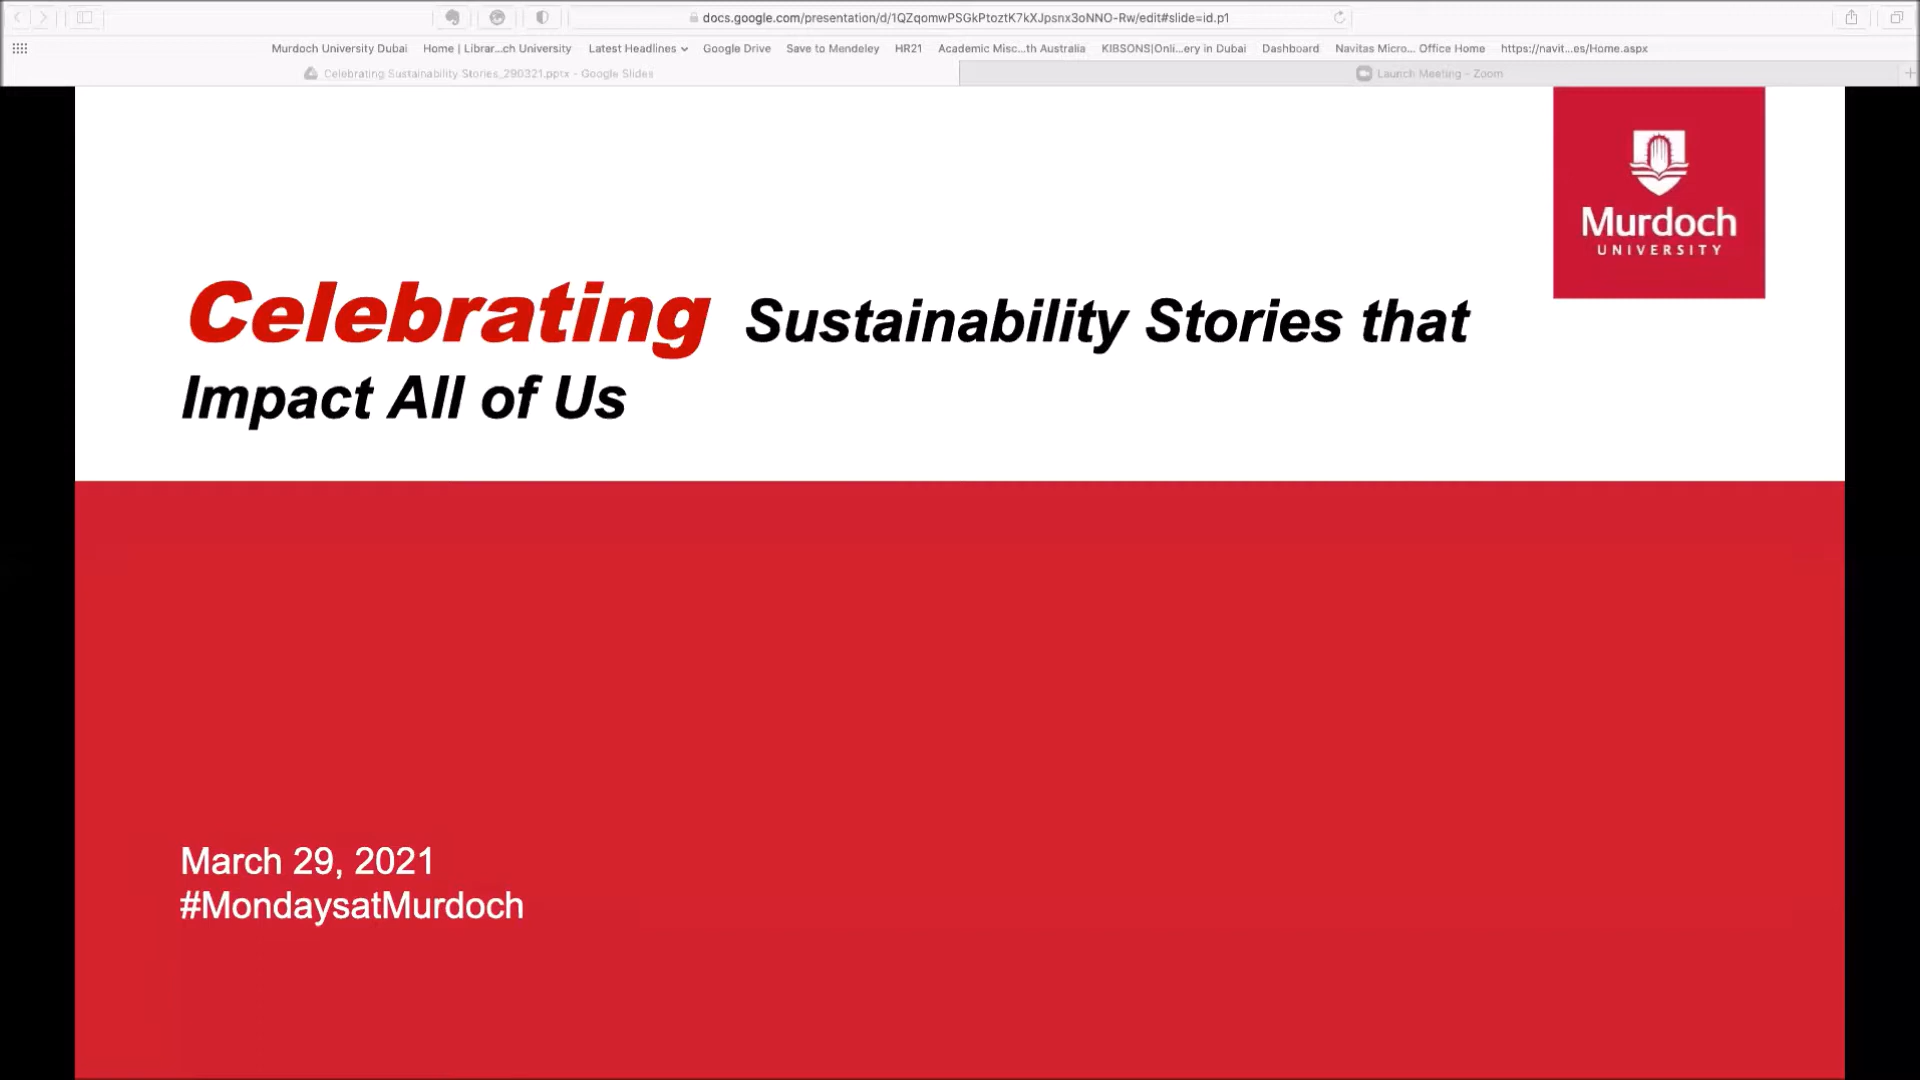 docs.google.com/presentation/d/1QZqomwPSGkPtoztK7kXJpsnx3oNNO-Rw/edit#slide=id.p1
Murdoch University Dubai Home | Librar...ch University Latest Headlines Google Drive Save to Mendeley HR21 Academic Misc...th Australia KIBSONS|Onli...ery in Dubai Dashboard Navitas Micro... Office Home https://navit...es/Home.aspx
Celebrating Sustainability Stories_290321.pptx - Google Slides Launch Meeting - Zoom
Murdoch
UNIVERSITY
Celebrating Sustainability Stories that
Impact All of Us
March 29, 2021
#MondaysatMurdoch